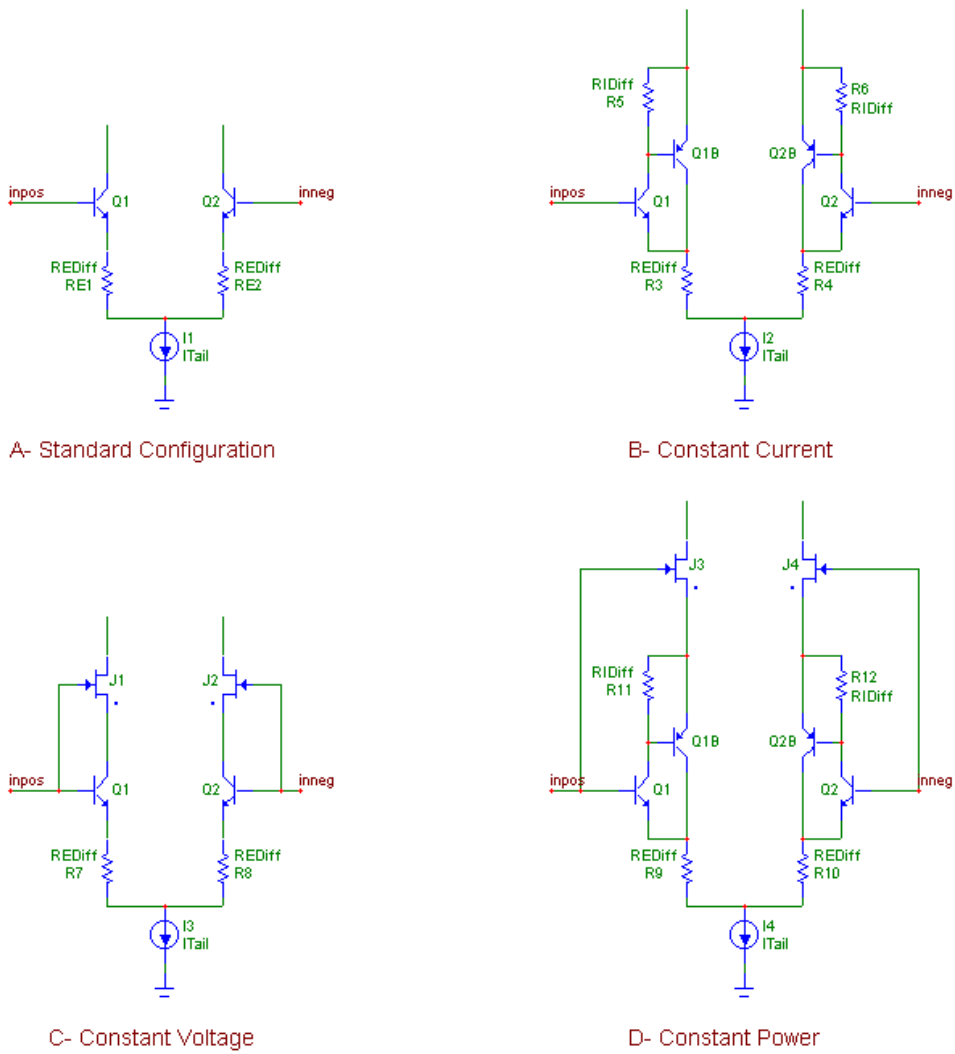 inpos
Q1
Q2
inneg
REDiff
RE1
REDiff
RE2
I1
ITail
A- Standard Configuration
RIDiff
R5
R6
RIDiff
Q1B
Q2B
inpos
Q1
Q2
inneg
REDiff
R3
REDiff
R4
I2
ITail
B- Constant Current
J1
J2
inpos
Q1
Q2
inneg
REDiff
R7
REDiff
R8
I3
ITail
C- Constant Voltage
J3
J4
RIDiff
R11
R12
RIDiff
Q1B
Q2B
inpos
Q1
Q2
inneg
REDiff
R9
REDiff
R10
I4
ITail
D- Constant Power